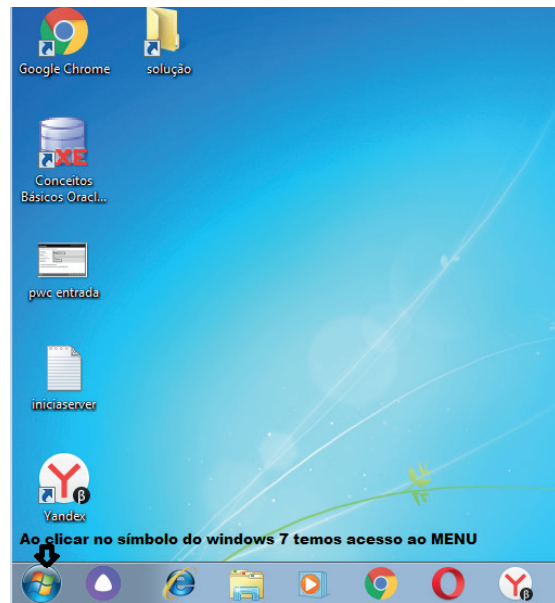 Google Chrome
solução
XE
Conceitos
Básicos Oracl...
pwc entrada
iniciaserver
Y
β
Yandex
Ao clicar no símbolo do windows 7 temos acesso ao MENU
Y
β